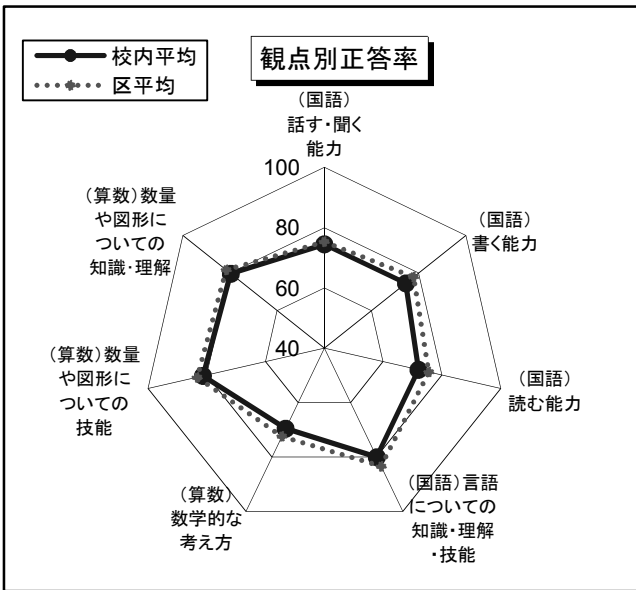 観点別正答率
校内平均
区平均
(国語)
話す・聞く
能力
(国語)
書く能力
(国語)
読む能力
(国語)言語
についての
知識・理解
・技能
(算数)
数学的な
考え方
(算数)数量
や図形に
ついての
技能
(算数)数量
や図形に
ついての
知識・理解
100
80
60
40